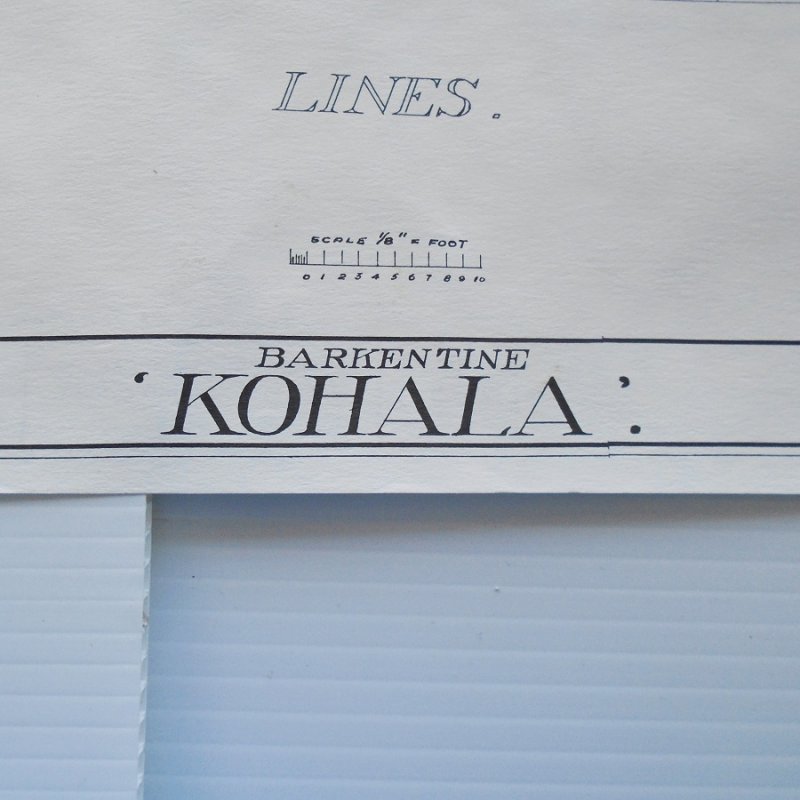 LINES.
SCALE 1/8" = FOOT
0 1 2 3 4 5 6 7 8 9 10
BARKENTINE
‘KOHALA’.